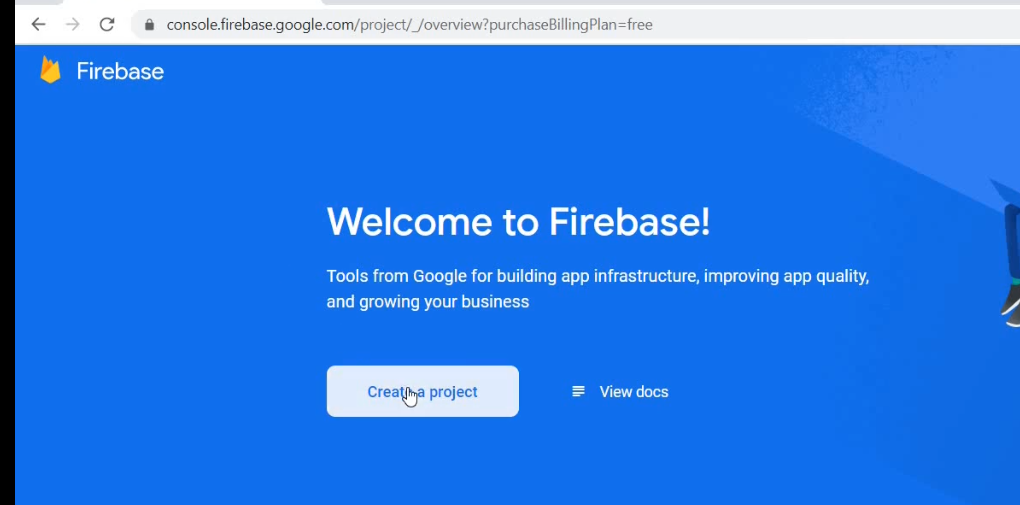 console.firebase.google.com/project/_/overview?purchaseBillingPlan=free
Firebase
Welcome to Firebase!
Tools from Google for building app infrastructure, improving app quality,
and growing your business
Create a project
View docs